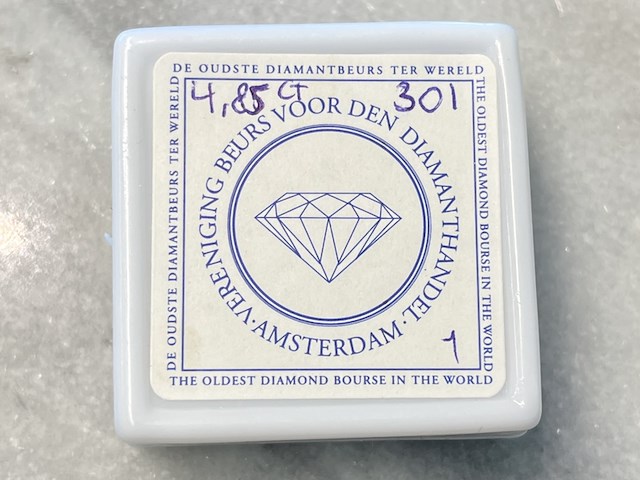 DE OUDSTE DIAMANTBEURS TER WERELD
4,85 CT 301
VERENIGING BEURS VOOR DEN DIAMANTHANDEL
· AMSTERDAM ·
DE OUDSTE DIAMANTBEURS TER WERELD
THE OLDEST DIAMOND BOURSE IN THE WORLD
1
THE OLDEST DIAMOND BOURSE IN THE WORLD